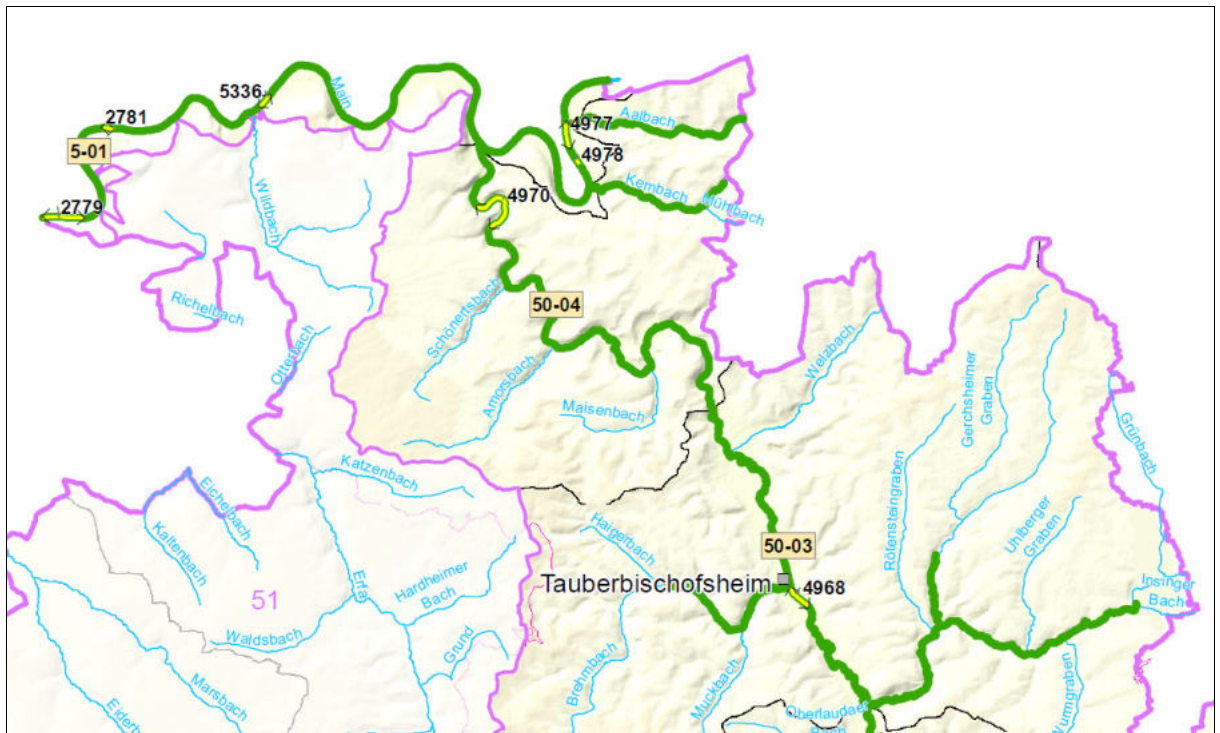 5336
Main
2781
4977
Aalbach
5-01
4978
Kembach
Mühlbach
2779
4970
Wildbach
Richelbach
Schönertsbach
50-04
Otterbach
Amorsbach
Maisenbach
Welzbach
Gerchsheimer
Graben
Grünbach
Katzenbach
Eichelbach
Kaltenbach
Haigerbach
Rötensteingraben
Uhlberger
Graben
50-03
Tauberbischofsheim
4968
Insinger
Bach
51
Erfa
Hardheimer
Bach
Waldsbach
Grund
Marsbach
Brehmbach
Muckbach
Oberlaudaer
Bach